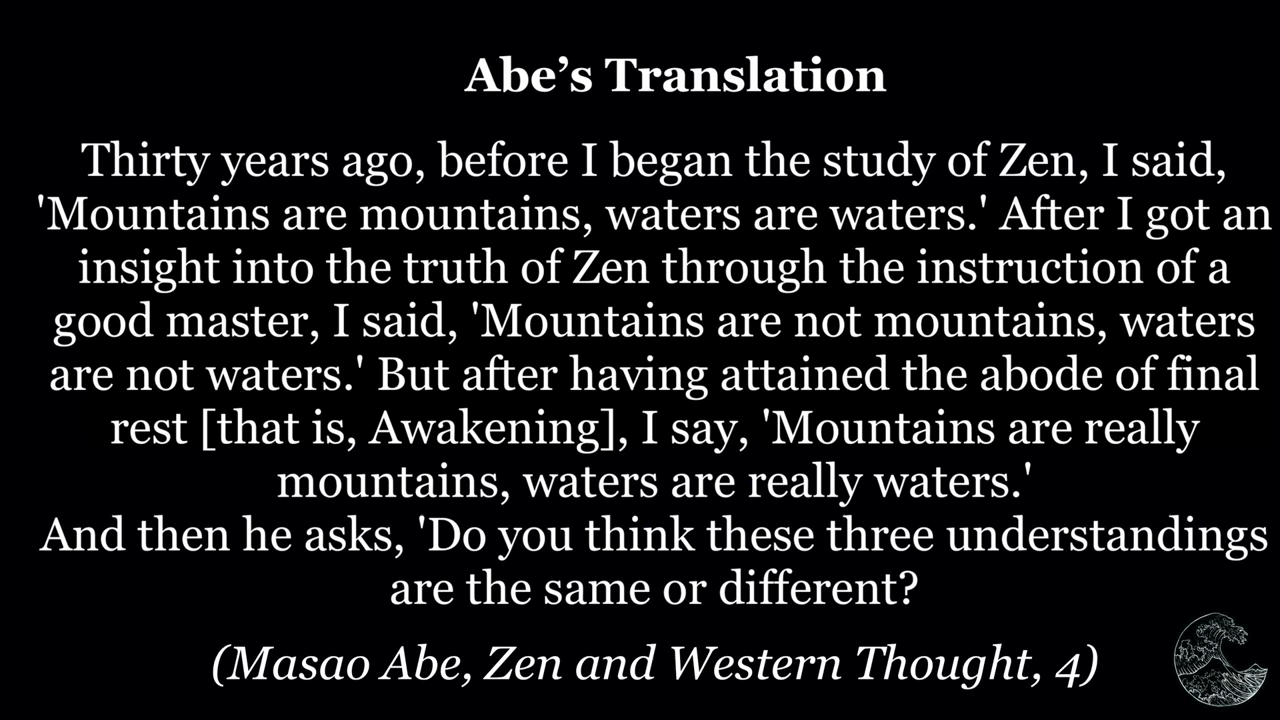 Abe’s Translation
Thirty years ago, before I began the study of Zen, I said,
'Mountains are mountains, waters are waters.' After I got an
insight into the truth of Zen through the instruction of a
good master, I said, 'Mountains are not mountains, waters
are not waters.' But after having attained the abode of final
rest [that is, Awakening], I say, 'Mountains are really
mountains, waters are really waters.'
And then he asks, 'Do you think these three understandings
are the same or different?
(Masao Abe, Zen and Western Thought, 4)